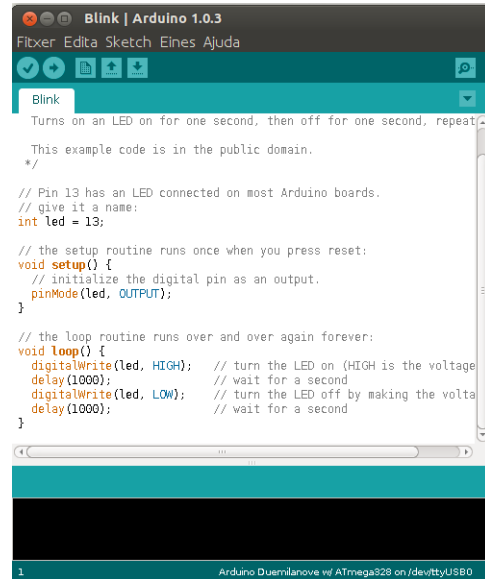 Blink | Arduino 1.0.3
Fitxer Edita Sketch Eines Ajuda
Blink
Turns on an LED on for one second, then off for one second, repeat
This example code is in the public domain.
*/
// Pin 13 has an LED connected on most Arduino boards.
// give it a name:
int led = 13;
// the setup routine runs once when you press reset:
void setup() {
// initialize the digital pin as an output.
pinMode(led, OUTPUT);
}
// the loop routine runs over and over again forever:
void loop() {
digitalWrite(led, HIGH); // turn the LED on (HIGH is the voltage
delay(1000); // wait for a second
digitalWrite(led, LOW); // turn the LED off by making the volta
delay(1000); // wait for a second
}
1 Arduino Duemilanove w/ ATmega328 on /dev/ttyUSB0